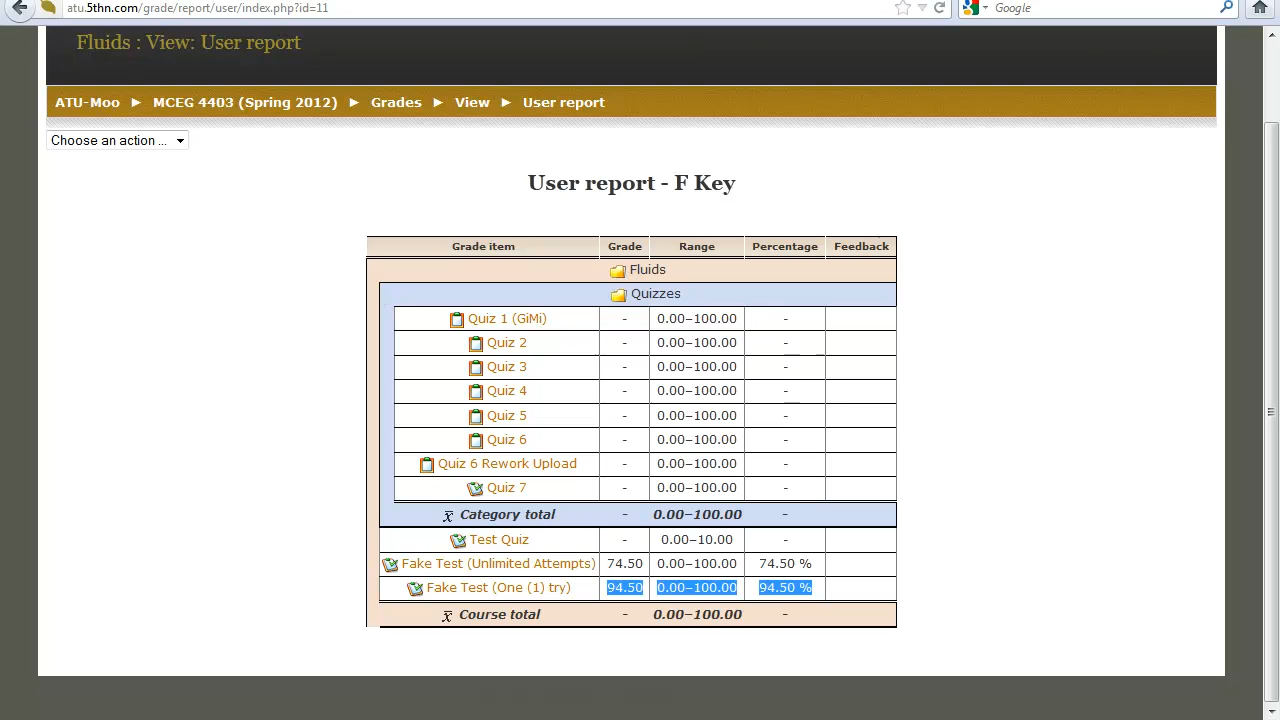 atu.5thn.com/grade/report/user/index.php?id=11 Google
Fluids : View: User report
ATU-Moo ► MCEG 4403 (Spring 2012) ► Grades ► View ► User report
Choose an action ...
User report - F Key
Grade item Grade Range Percentage Feedback
Fluids
Quizzes
Quiz 1 (GiMi) - 0.00–100.00 -
Quiz 2 - 0.00–100.00 -
Quiz 3 - 0.00–100.00 -
Quiz 4 - 0.00–100.00 -
Quiz 5 - 0.00–100.00 -
Quiz 6 - 0.00–100.00 -
Quiz 6 Rework Upload - 0.00–100.00 -
Quiz 7 - 0.00–100.00 -
x̄ Category total - 0.00–100.00 -
Test Quiz - 0.00–10.00 -
Fake Test (Unlimited Attempts) 74.50 0.00–100.00 74.50 %
Fake Test (One (1) try) 94.50 0.00–100.00 94.50 %
x̄ Course total - 0.00–100.00 -